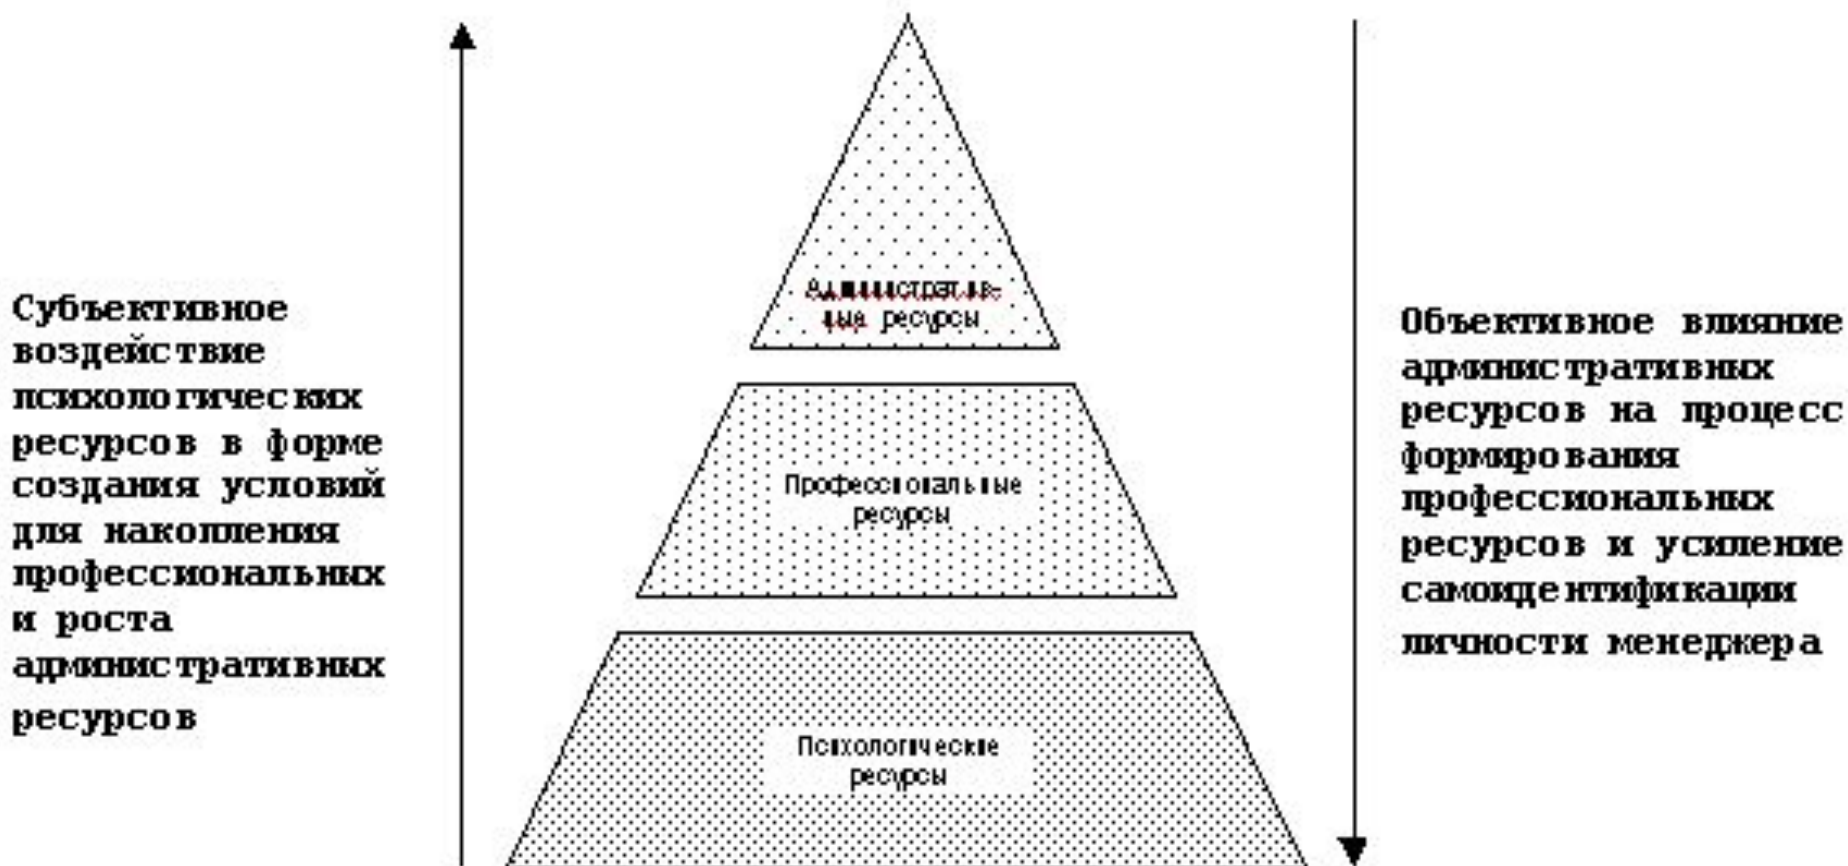 Субъективное
воздействие
психологических
ресурсов в форме
создания условий
для накопления
профессиональных
и роста
административных
ресурсов
Административ-
ные ресурсы
Профессиональные
ресурсы
Психологические
ресурсы
Объективное влияние
административных
ресурсов на процесс
формирования
профессиональных
ресурсов и усиление
самоидентификации
личности менеджера